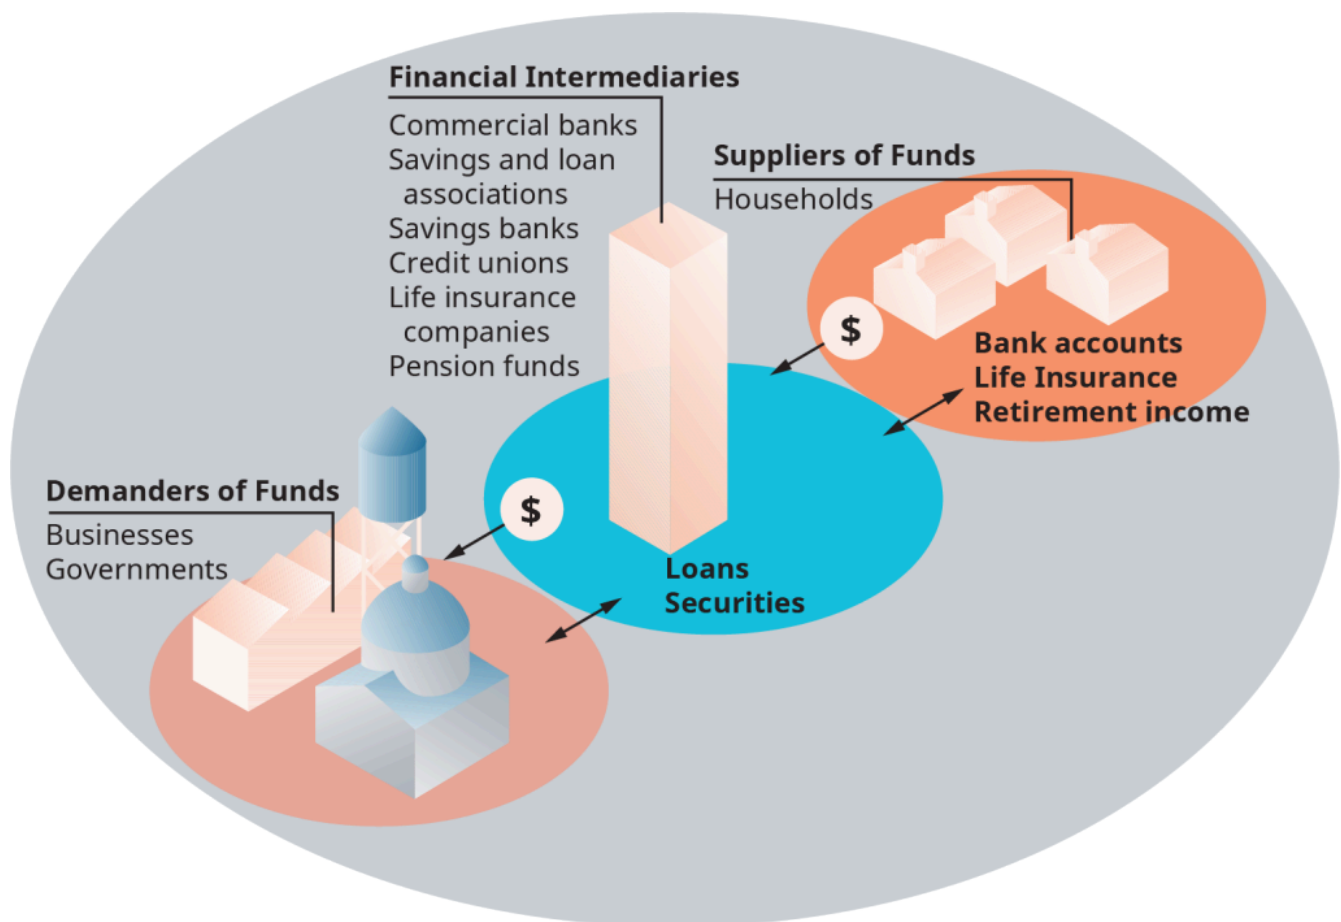 Financial Intermediaries
Commercial banks
Savings and loan
associations
Savings banks
Credit unions
Life insurance
companies
Pension funds
Suppliers of Funds
Households
$
Bank accounts
Life Insurance
Retirement income
Demanders of Funds
Businesses
Governments
$
Loans
Securities